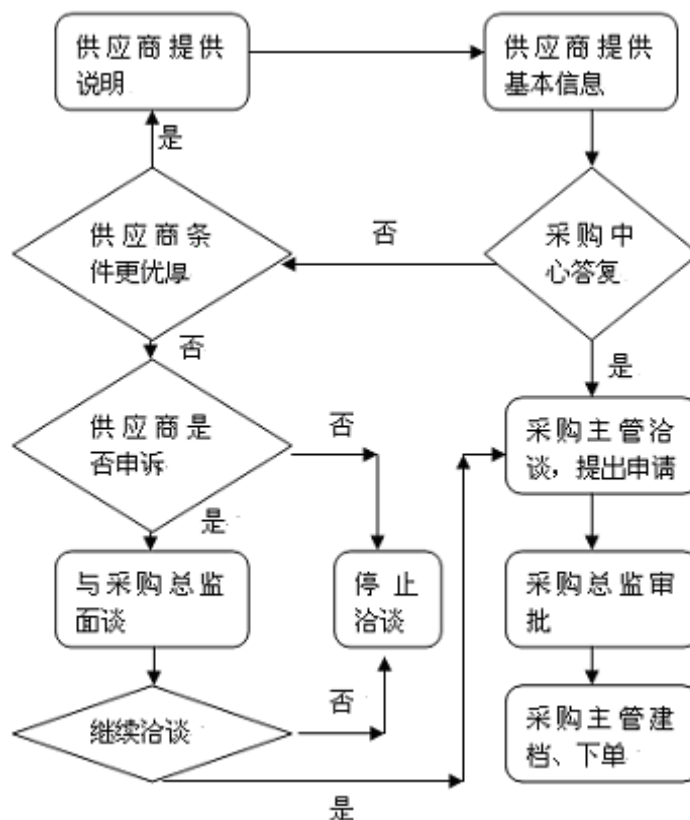 供应商提供
说明
供应商提供
基本信息
是
供应商条
件更优厚
否
采购中
心答复
否
是
供应商是
否申诉
否
采购主管洽
谈，提出申请
是
与采购总监
面谈
停止
洽谈
采购总监审
批
继续洽谈
否
采购主管建
档、下单
是